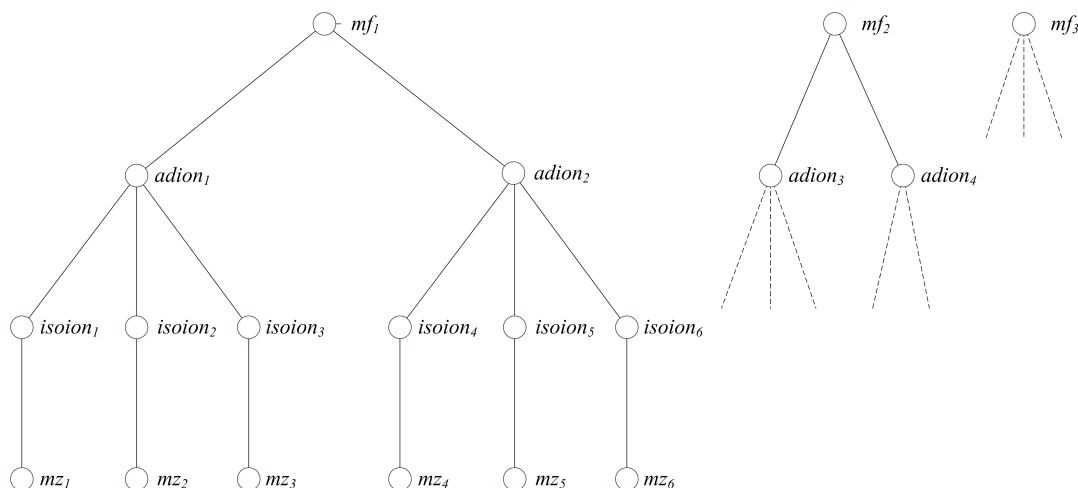 mf₁ mf₂ mf₃
adion₁ adion₂ adion₃ adion₄
isoion₁ isoion₂ isoion₃ isoion₄ isoion₅ isoion₆
mz₁ mz₂ mz₃ mz₄ mz₅ mz₆